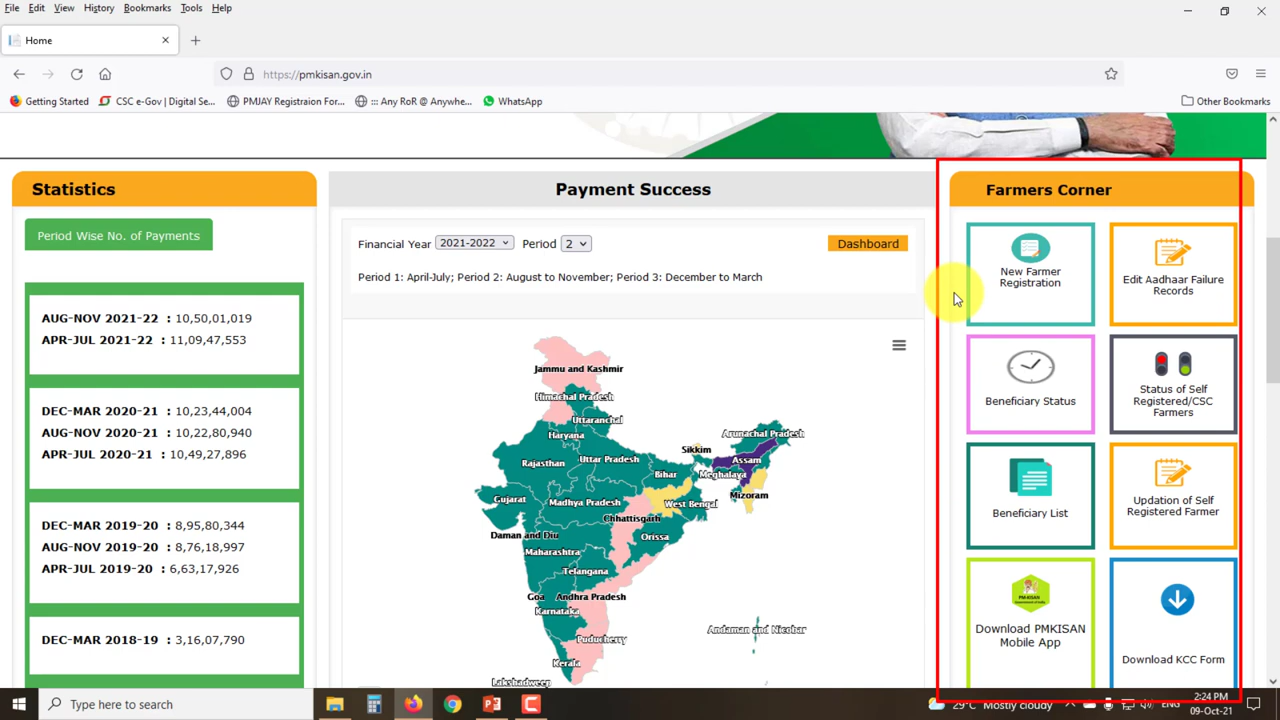 File Edit View History Bookmarks Tools Help
Home
https://pmkisan.gov.in
Getting Started CSC e-Gov | Digital Se... PMJAY Registraion For... ::: Any RoR @ Anywhe... WhatsApp Other Bookmarks
Statistics
Period Wise No. of Payments
AUG-NOV 2021-22 : 10,50,01,019
APR-JUL 2021-22 : 11,09,47,553
DEC-MAR 2020-21 : 10,23,44,004
AUG-NOV 2020-21 : 10,22,80,940
APR-JUL 2020-21 : 10,49,27,896
DEC-MAR 2019-20 : 8,95,80,344
AUG-NOV 2019-20 : 8,76,18,997
APR-JUL 2019-20 : 6,63,17,926
DEC-MAR 2018-19 : 3,16,07,790
Payment Success
Financial Year 2021-2022 Period 2 Dashboard
Period 1: April-July; Period 2: August to November; Period 3: December to March
Jammu and Kashmir
Himachal Pradesh
Uttaranchal
Haryana
Arunachal Pradesh
Sikkim
Rajasthan Uttar Pradesh Assam
Bihar Meghalaya
Gujarat Madhya Pradesh West Bengal Mizoram
Chhattisgarh
Daman and Diu Orissa
Maharashtra
Telangana
Goa Andhra Pradesh
Karnataka
Puducherry Andaman and Nicobar
Kerala
Lakshadweep
Farmers Corner
New Farmer
Registration
Edit Aadhaar Failure
Records
Beneficiary Status
Status of Self
Registered/CSC
Farmers
Beneficiary List
Updation of Self
Registered Farmer
PM-KISAN
Download PMKISAN
Mobile App
Download KCC Form
Type here to search
29°C Mostly cloudy
ENG
2:24 PM
09-Oct-21